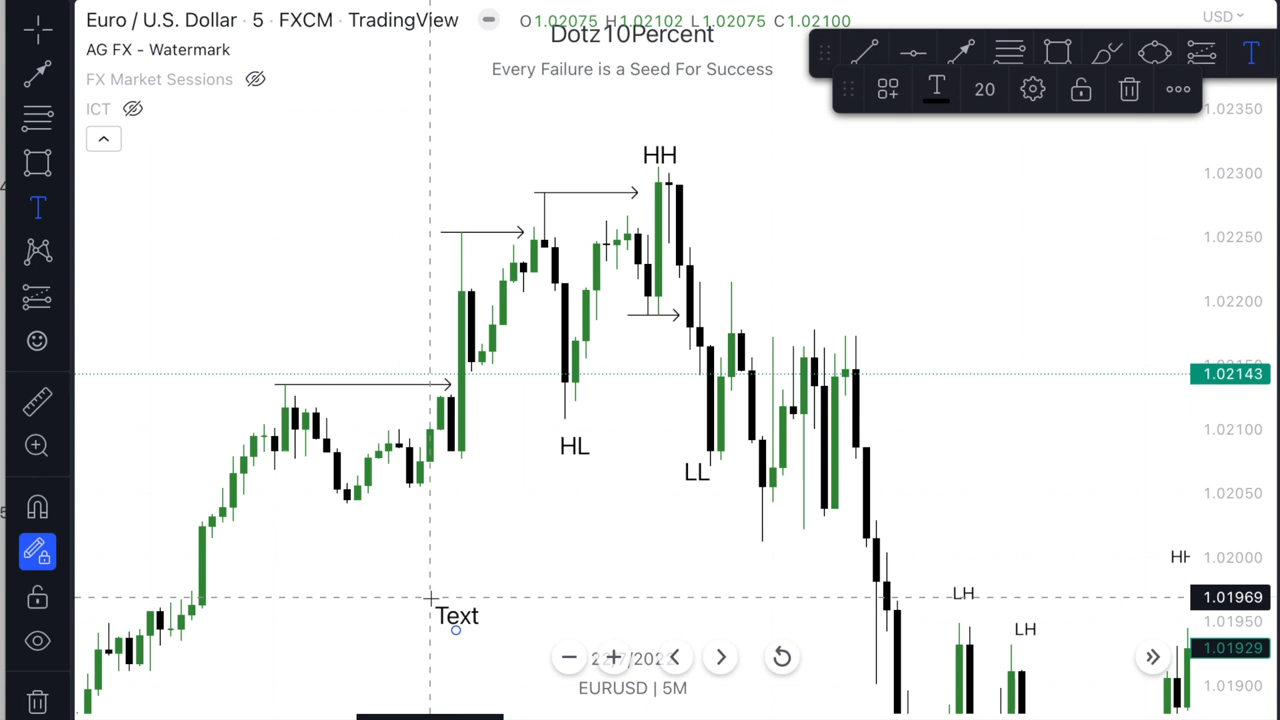 Euro / U.S. Dollar · 5 · FXCM · TradingView O1.02075 H1.02102 L1.02075 C1.02100
USD
AG FX - Watermark
Dotz10Percent
Every Failure is a Seed For Success
FX Market Sessions
20
ICT
1.02350
HH
1.02300
1.02250
1.02200
1.02143
1.02100
HL
LL
1.02050
1.02000
LH
1.01969
Text
LH
1.01950
1.01929
EURUSD | 5M
1.01900